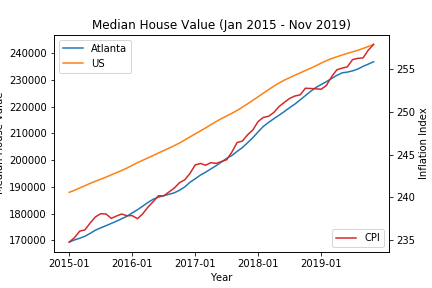 Median House Value (Jan 2015 - Nov 2019)
Atlanta
US
240000
230000
220000
210000
200000
190000
180000
170000
House Value
255
250
245
240
235
Inflation Index
CPI
2015-01 2016-01 2017-01 2018-01 2019-01
Year